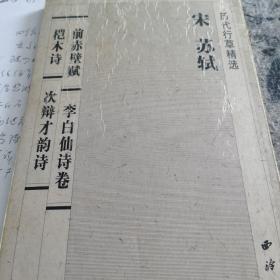 历代行草精选
宋 苏轼
前赤壁赋 李白仙诗卷
桤木诗 次辩才韵诗
西泠